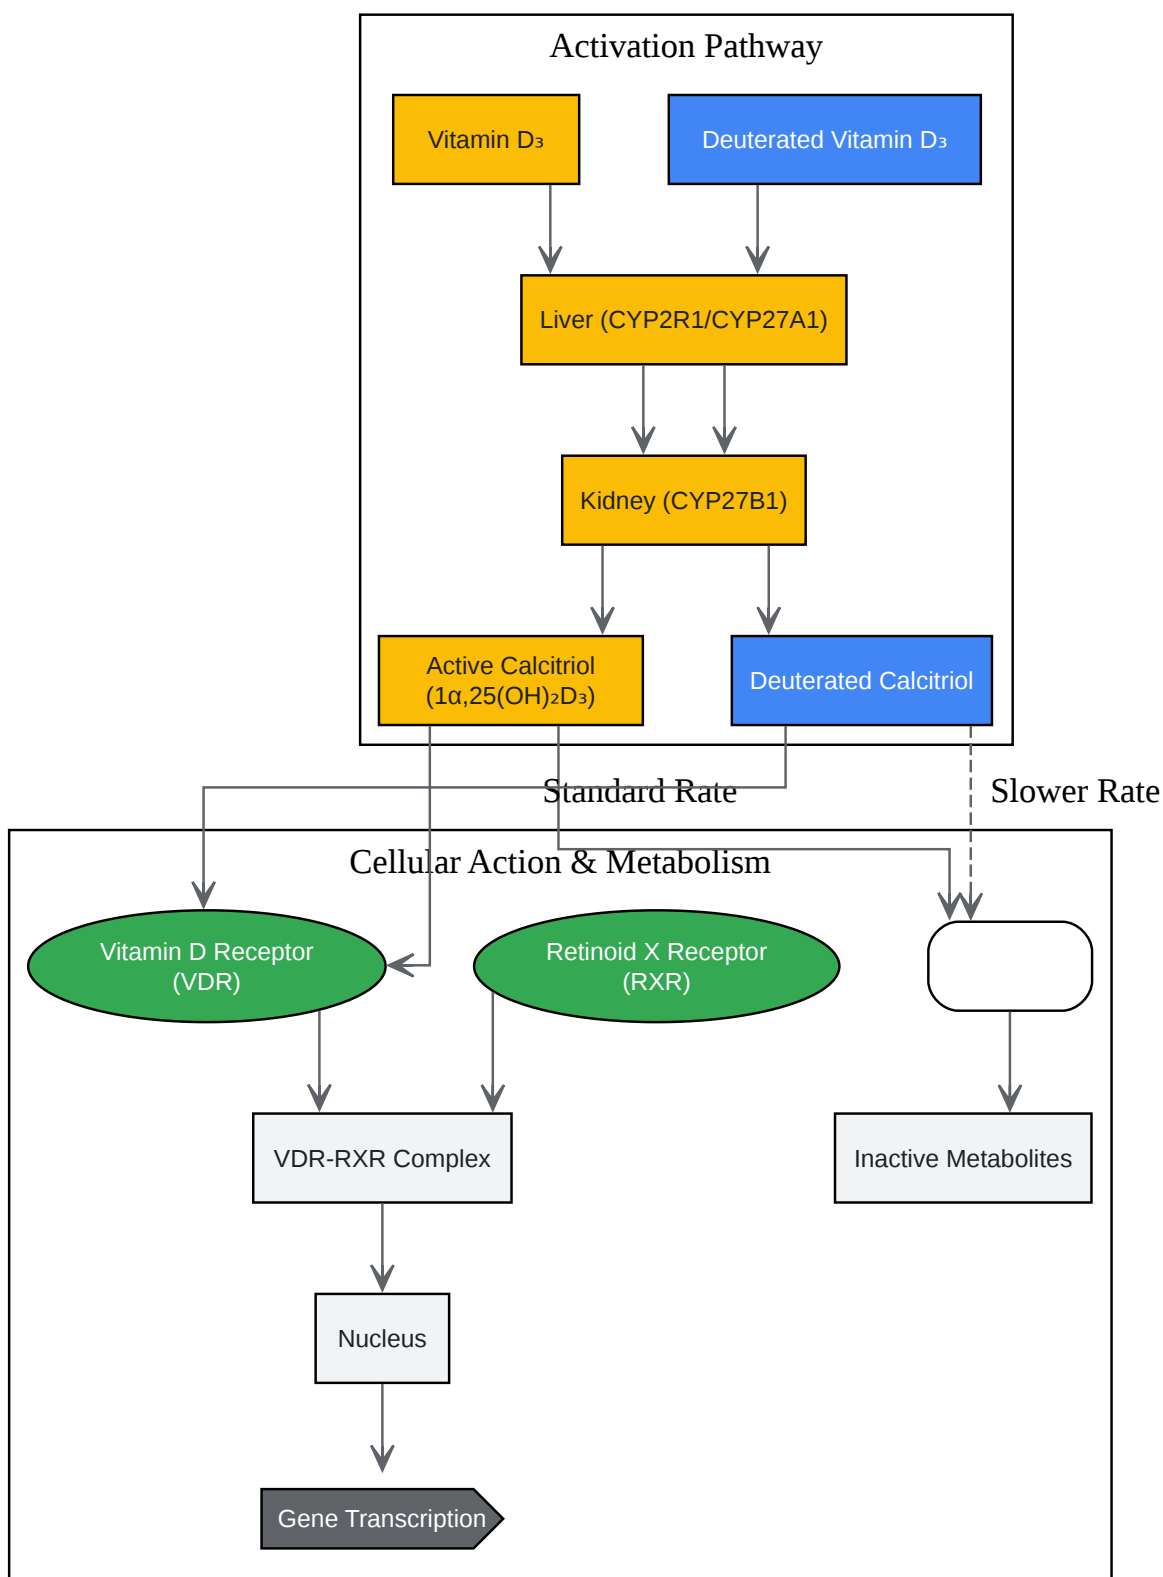 Activation Pathway
Vitamin D₃
Deuterated Vitamin D₃
Liver (CYP2R1/CYP27A1)
Kidney (CYP27B1)
Active Calcitriol
(1α,25(OH)₂D₃)
Deuterated Calcitriol
Standard Rate
Slower Rate
Cellular Action & Metabolism
Vitamin D Receptor
(VDR)
Retinoid X Receptor
(RXR)
VDR-RXR Complex
Inactive Metabolites
Nucleus
Gene Transcription